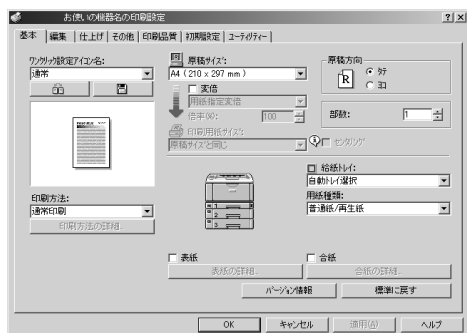 お使いの機器名の印刷設定
基本 編集 仕上げ その他 印刷品質 初期設定 ユーティリティー
ワンクリック設定アイコン名:
通常
印刷方法:
通常印刷
印刷方法の詳細...
原稿サイズ:
A4 (210 x 297 mm)
変倍
用紙指定変倍
倍率(%): 100
印刷用紙サイズ:
原稿サイズと同じ
原稿方向
R
タテ
ヨコ
部数: 1
センタリング
給紙トレイ:
自動トレイ選択
用紙種類:
普通紙/再生紙
表紙
表紙の詳細...
合紙
合紙の詳細...
バージョン情報 標準に戻す
OK キャンセル 適用(A) ヘルプ